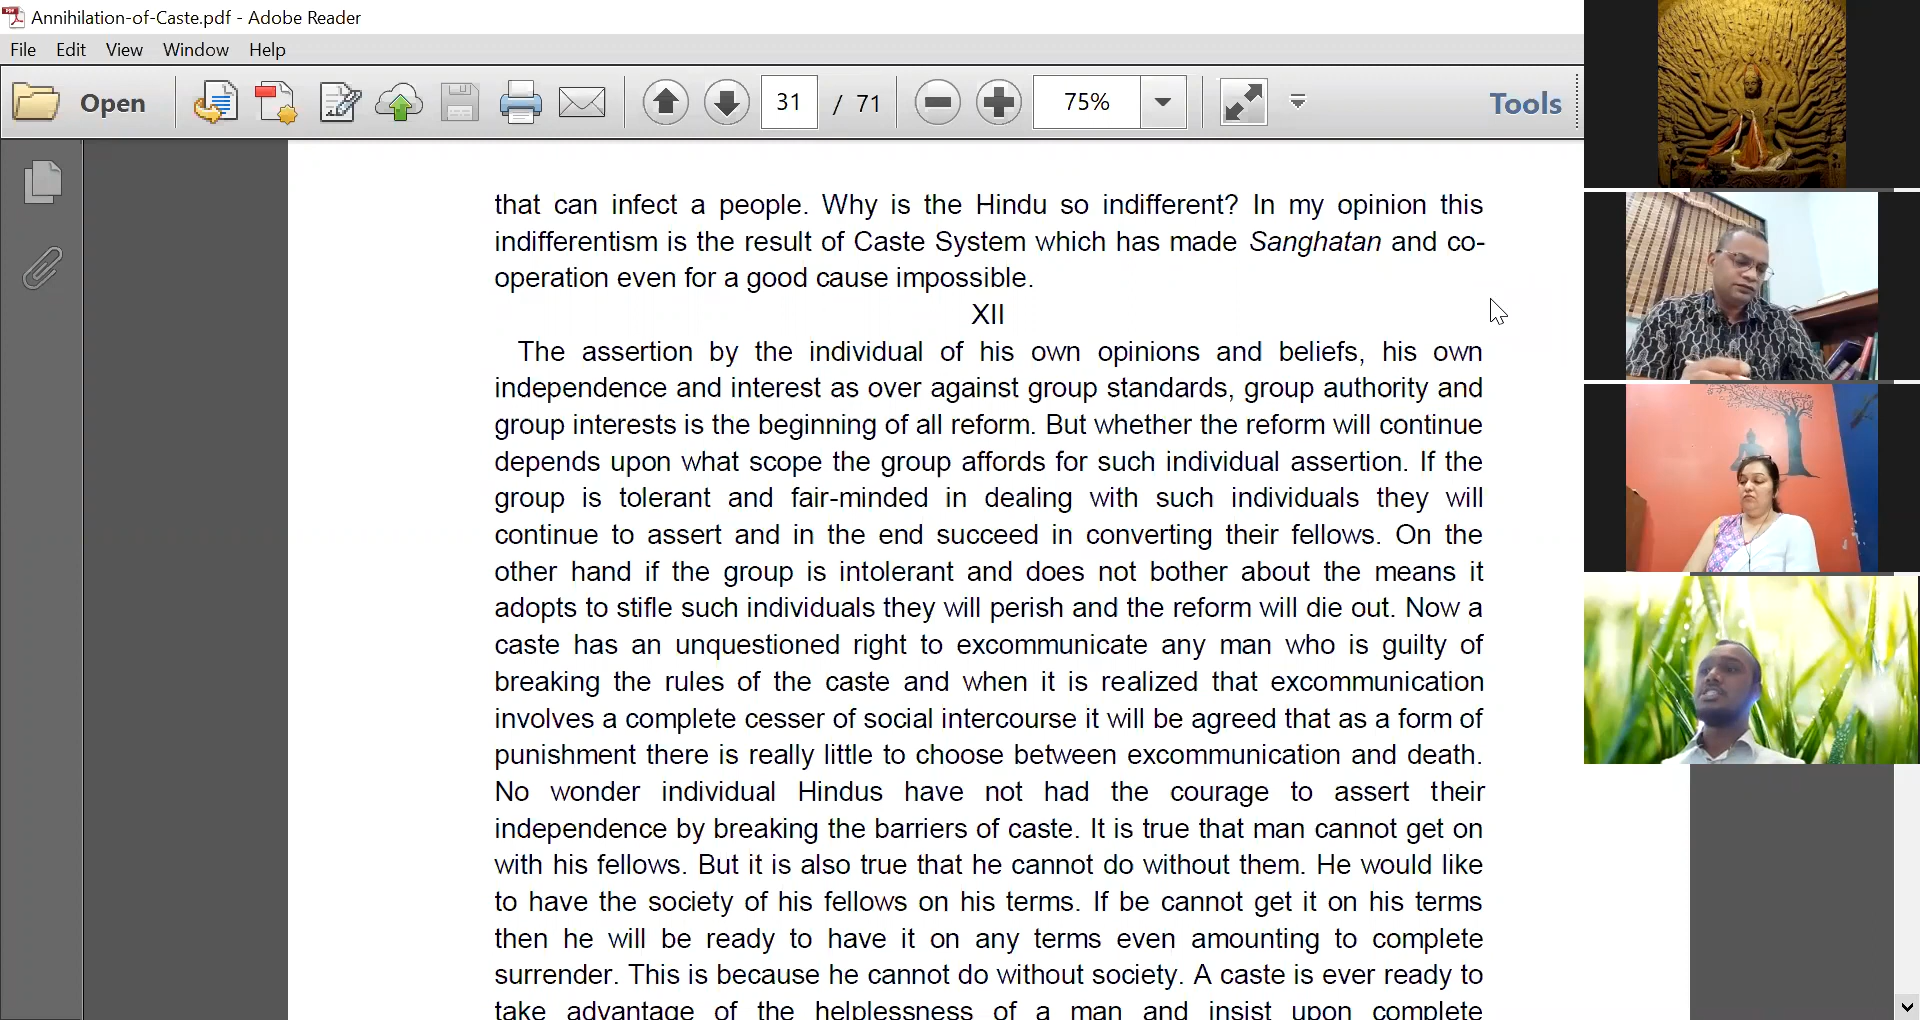 Annihilation-of-Caste.pdf - Adobe Reader
File Edit View Window Help
Open 31 / 71 75% Tools
that can infect a people. Why is the Hindu so indifferent? In my opinion this
indifferentism is the result of Caste System which has made Sanghatan and co-
operation even for a good cause impossible.
XII
The assertion by the individual of his own opinions and beliefs, his own
independence and interest as over against group standards, group authority and
group interests is the beginning of all reform. But whether the reform will continue
depends upon what scope the group affords for such individual assertion. If the
group is tolerant and fair-minded in dealing with such individuals they will
continue to assert and in the end succeed in converting their fellows. On the
other hand if the group is intolerant and does not bother about the means it
adopts to stifle such individuals they will perish and the reform will die out. Now a
caste has an unquestioned right to excommunicate any man who is guilty of
breaking the rules of the caste and when it is realized that excommunication
involves a complete cesser of social intercourse it will be agreed that as a form of
punishment there is really little to choose between excommunication and death.
No wonder individual Hindus have not had the courage to assert their
independence by breaking the barriers of caste. It is true that man cannot get on
with his fellows. But it is also true that he cannot do without them. He would like
to have the society of his fellows on his terms. If be cannot get it on his terms
then he will be ready to have it on any terms even amounting to complete
surrender. This is because he cannot do without society. A caste is ever ready to
take advantage of the helplessness of a man and insist upon complete